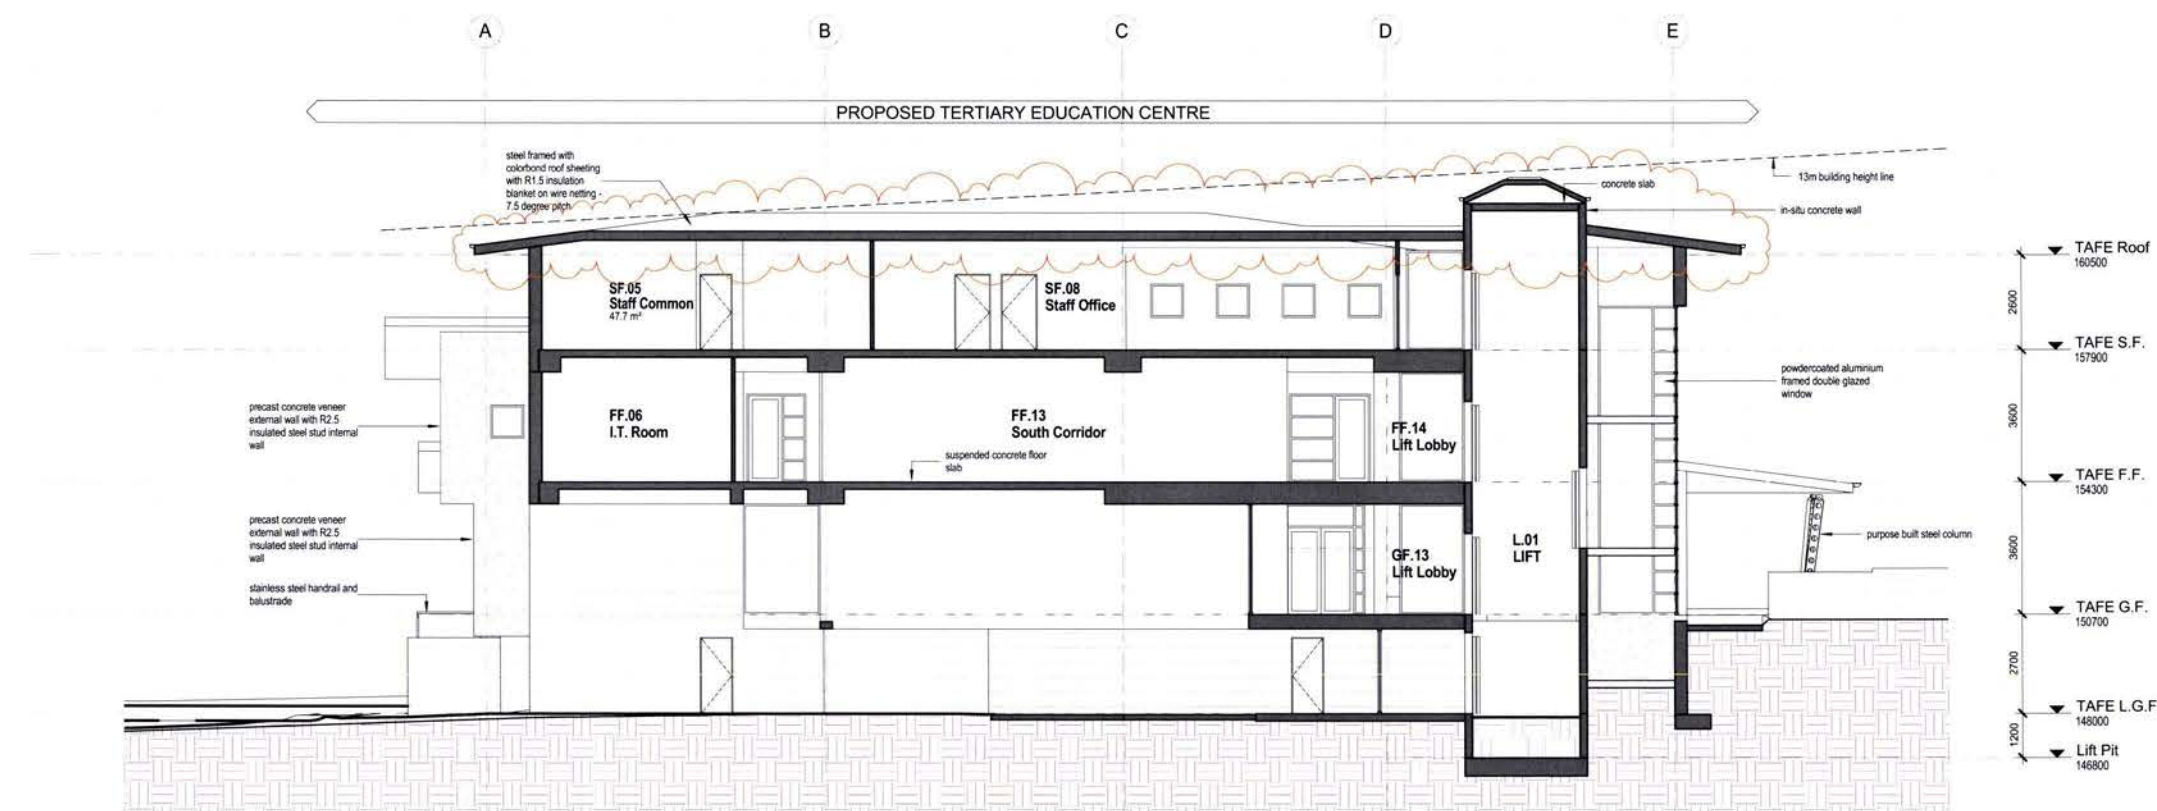 A
B
C
D
E
PROPOSED TERTIARY EDUCATION CENTRE
steel framed with
colorbond roof sheeting
with R1.5 insulation
blanket on wire netting -
7.5 degree pitch
13m building height line
concrete slab
in-situ concrete wall
TAFE Roof
160500
2600
SF.05
Staff Common
47.7 m²
SF.08
Staff Office
TAFE S.F.
157900
powdercoated aluminium
framed double glazed
window
3600
precast concrete veneer
external wall with R2.5
insulated steel stud internal
wall
FF.06
I.T. Room
FF.13
South Corridor
FF.14
Lift Lobby
suspended concrete floor
slab
TAFE F.F.
154300
3600
precast concrete veneer
external wall with R2.5
insulated steel stud internal
wall
L.01
LIFT
GF.13
Lift Lobby
purpose built steel column
stainless steel handrail and
balustrade
TAFE G.F.
150700
2700
TAFE L.G.F
148000
1200
Lift Pit
146800